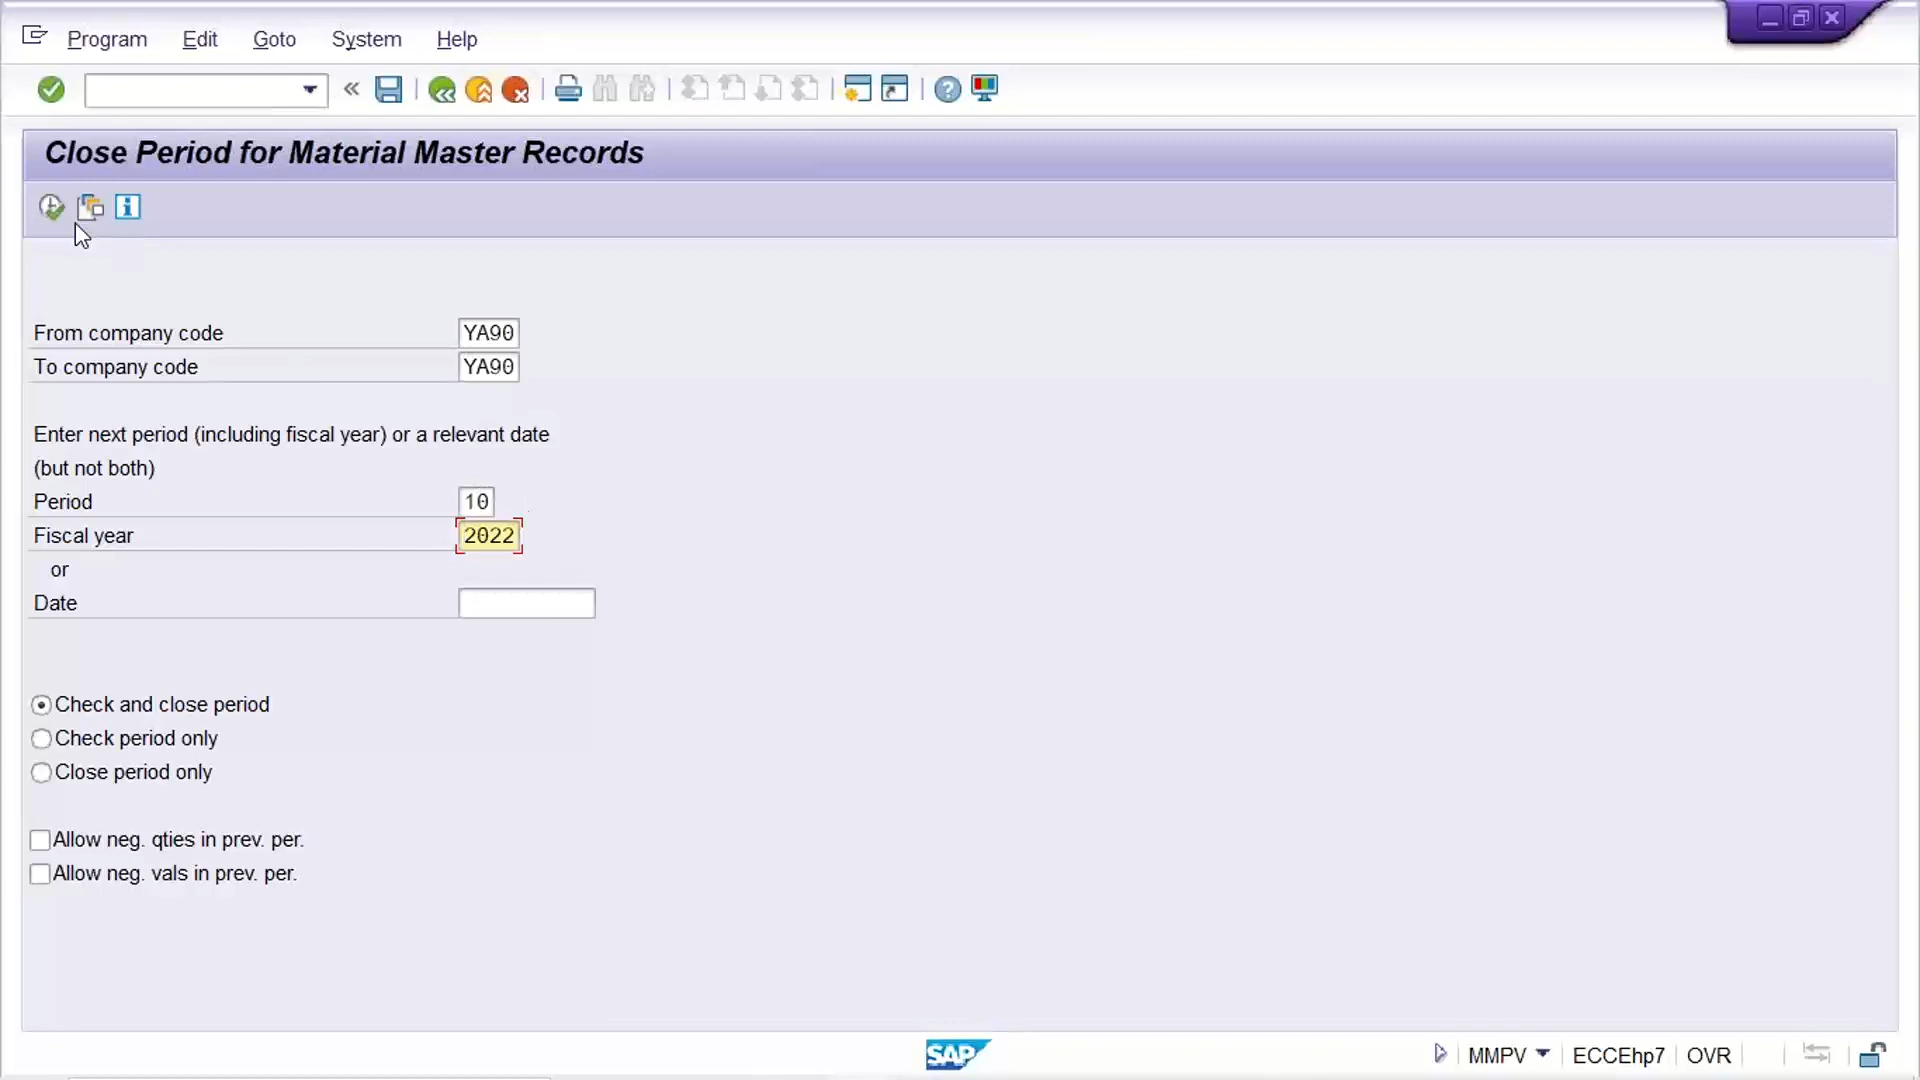 Program Edit Goto System Help
Close Period for Material Master Records
From company code YA90
To company code YA90
Enter next period (including fiscal year) or a relevant date
(but not both)
Period 10
Fiscal year 2022
or
Date
Check and close period
Check period only
Close period only
Allow neg. qties in prev. per.
Allow neg. vals in prev. per.
SAP MMPV ECCEhp7 OVR